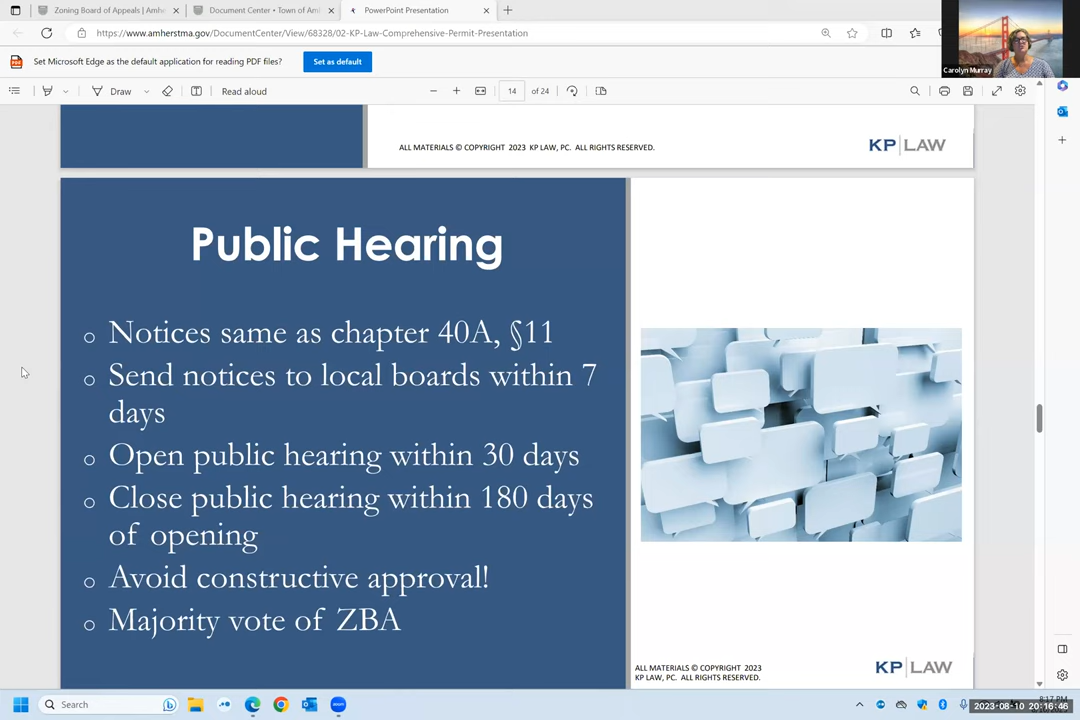 Zoning Board of Appeals | Amhe
Document Center • Town of Am
PowerPoint Presentation
https://www.amherstma.gov/DocumentCenter/View/68328/02-KP-Law-Comprehensive-Permit-Presentation
Carolyn Murray
Set Microsoft Edge as the default application for reading PDF files?
Set as default
Draw
Read aloud
14 of 24
ALL MATERIALS © COPYRIGHT 2023 KP LAW, PC. ALL RIGHTS RESERVED.
KP | LAW
Public Hearing
o Notices same as chapter 40A, §11
o Send notices to local boards within 7
days
o Open public hearing within 30 days
o Close public hearing within 180 days
of opening
o Avoid constructive approval!
o Majority vote of ZBA
ALL MATERIALS © COPYRIGHT 2023
KP LAW, PC. ALL RIGHTS RESERVED.
KP | LAW
Search
8:17 PM
2023-08-10 20:16:46